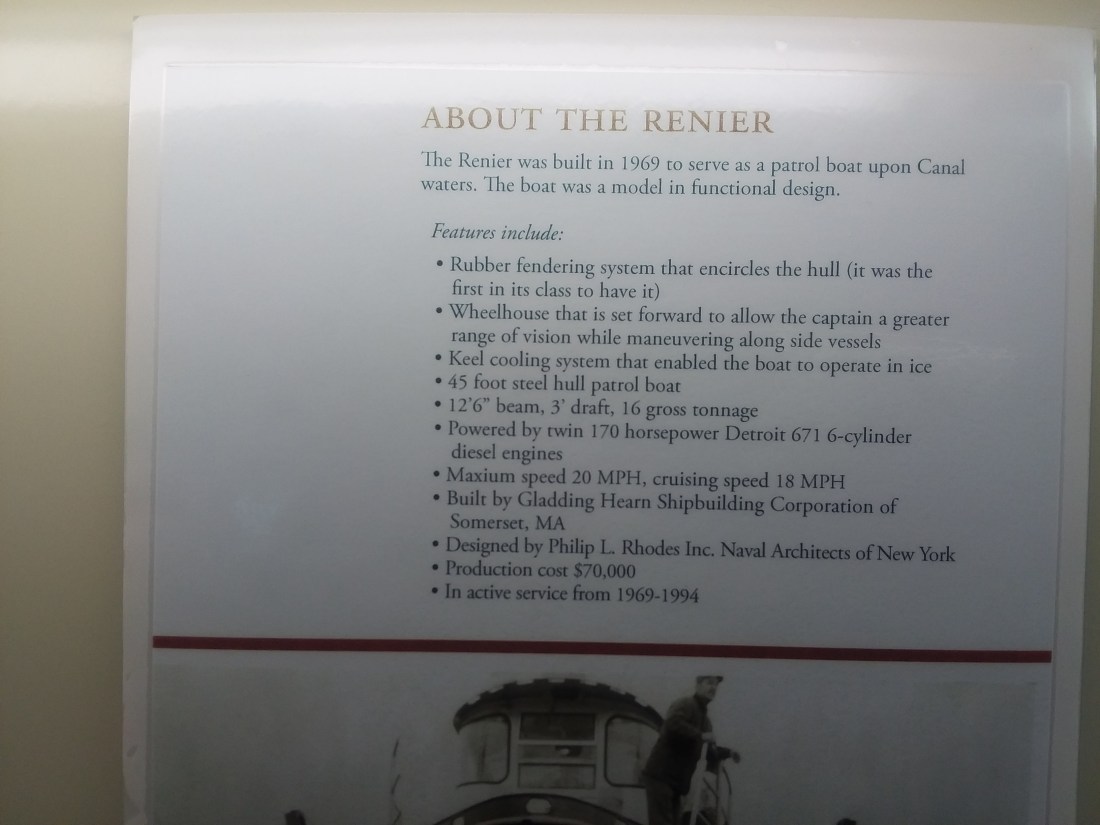 ABOUT THE RENIER
The Renier was built in 1969 to serve as a patrol boat upon Canal
waters. The boat was a model in functional design.
Features include:
• Rubber fendering system that encircles the hull (it was the
first in its class to have it)
• Wheelhouse that is set forward to allow the captain a greater
range of vision while maneuvering along side vessels
• Keel cooling system that enabled the boat to operate in ice
• 45 foot steel hull patrol boat
• 12'6” beam, 3' draft, 16 gross tonnage
• Powered by twin 170 horsepower Detroit 671 6-cylinder
diesel engines
• Maxium speed 20 MPH, cruising speed 18 MPH
• Built by Gladding Hearn Shipbuilding Corporation of
Somerset, MA
• Designed by Philip L. Rhodes Inc. Naval Architects of New York
• Production cost $70,000
• In active service from 1969-1994